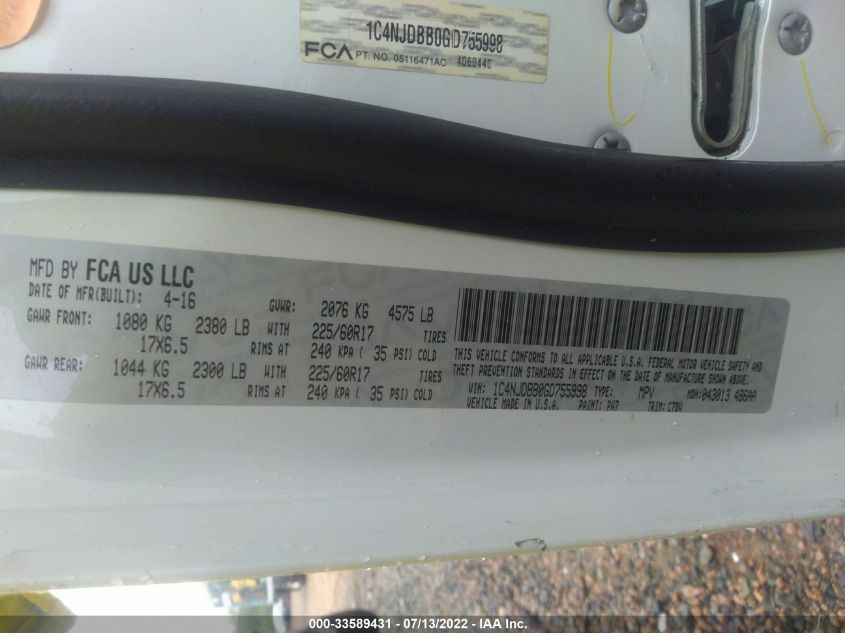 1C4NJDBB0GD755998
FCA PT. NO. 05116471AC 4D60440
MFD BY FCA US LLC
DATE OF MFR(BUILT): 4-16 GVWR: 2076 KG 4575 LB
GAWR FRONT: 1080 KG 2380 LB WITH 225/60R17 TIRES
17X6.5 RIMS AT 240 KPA ( 35 PSI) COLD
GAWR REAR: 1044 KG 2300 LB WITH 225/60R17 TIRES
17X6.5 RIMS AT 240 KPA ( 35 PSI) COLD
THIS VEHICLE CONFORMS TO ALL APPLICABLE U.S.A. FEDERAL MOTOR VEHICLE SAFETY AND
THEFT PREVENTION STANDARDS IN EFFECT ON THE DATE OF MANUFACTURE SHOWN ABOVE.
VIN: 1C4NJDBB0GD755998 TYPE: MPV MDH: 043013 486AA
VEHICLE MADE IN U.S.A. PAINT: PW7 TRIM:
000-33589431 - 07/13/2022 - IAA Inc.